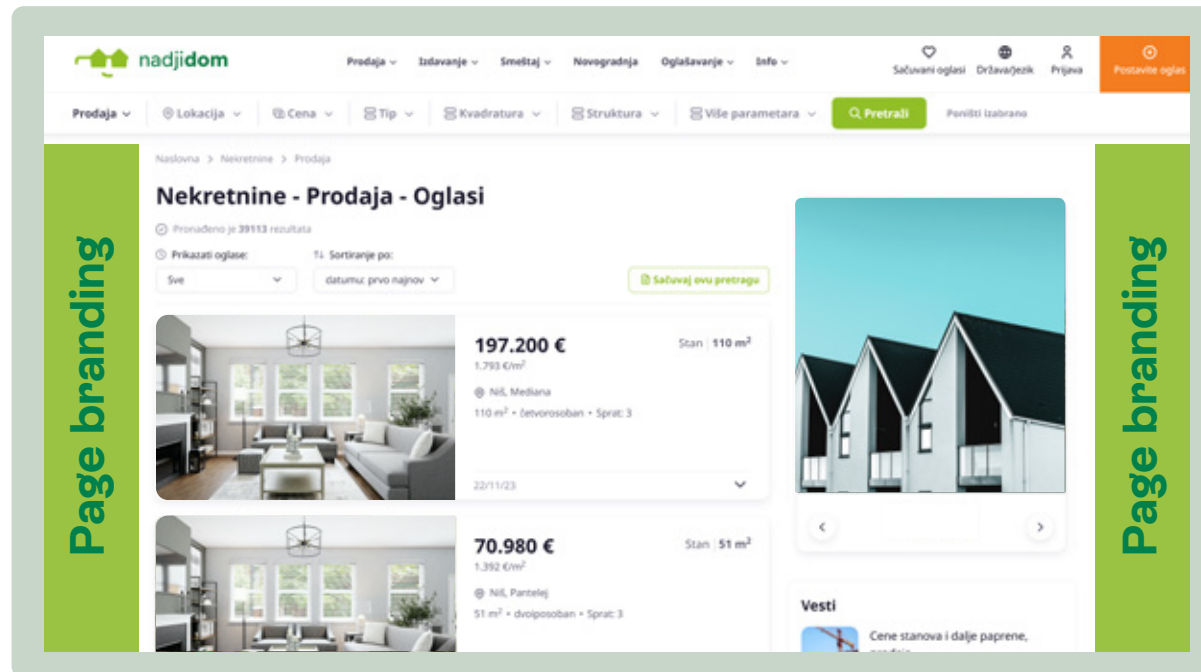 nadjidom
Prodaja Izdavanje Smeštaj Novogradnja Oglašavanje Info
Sačuvani oglasi Država/Jezik Prijava Postavite oglas
Prodaja Lokacija Cena Tip Kvadratura Struktura Više parametara Pretraži Poništi izabrano
Naslovna > Nekretnine > Prodaja
Nekretnine - Prodaja - Oglasi
Pronađeno je 39113 rezultata
Prikazati oglase: Sortiranje po:
Sve datumu: prvo najnov
Sačuvaj ovu pretragu
197.200 € Stan | 110 m²
1.793 €/m²
Niš, Mediana
110 m² • četvorosoban • Sprat: 3
22/11/23
70.980 € Stan | 51 m²
1.392 €/m²
Niš, Pantelej
51 m² • dvoiposoban • Sprat: 3
Vesti
Cene stanova i dalje paprene,
Page branding
Page branding